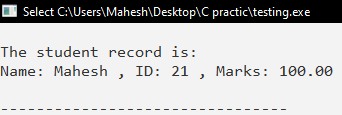 Select C:\Users\Mahesh\Desktop\C practic\testing.exe
The student record is:
Name: Mahesh , ID: 21 , Marks: 100.00
--------------------------------